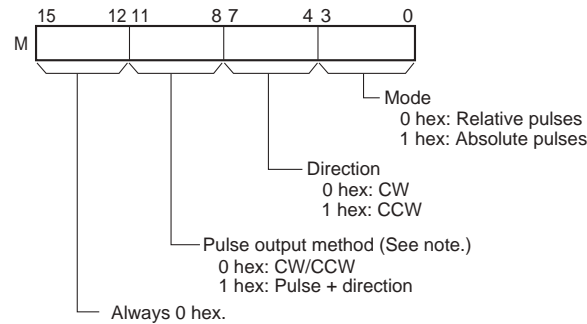 15 12 11 8 7 4 3 0
M
Mode
0 hex: Relative pulses
1 hex: Absolute pulses
Direction
0 hex: CW
1 hex: CCW
Pulse output method (See note.)
0 hex: CW/CCW
1 hex: Pulse + direction
Always 0 hex.